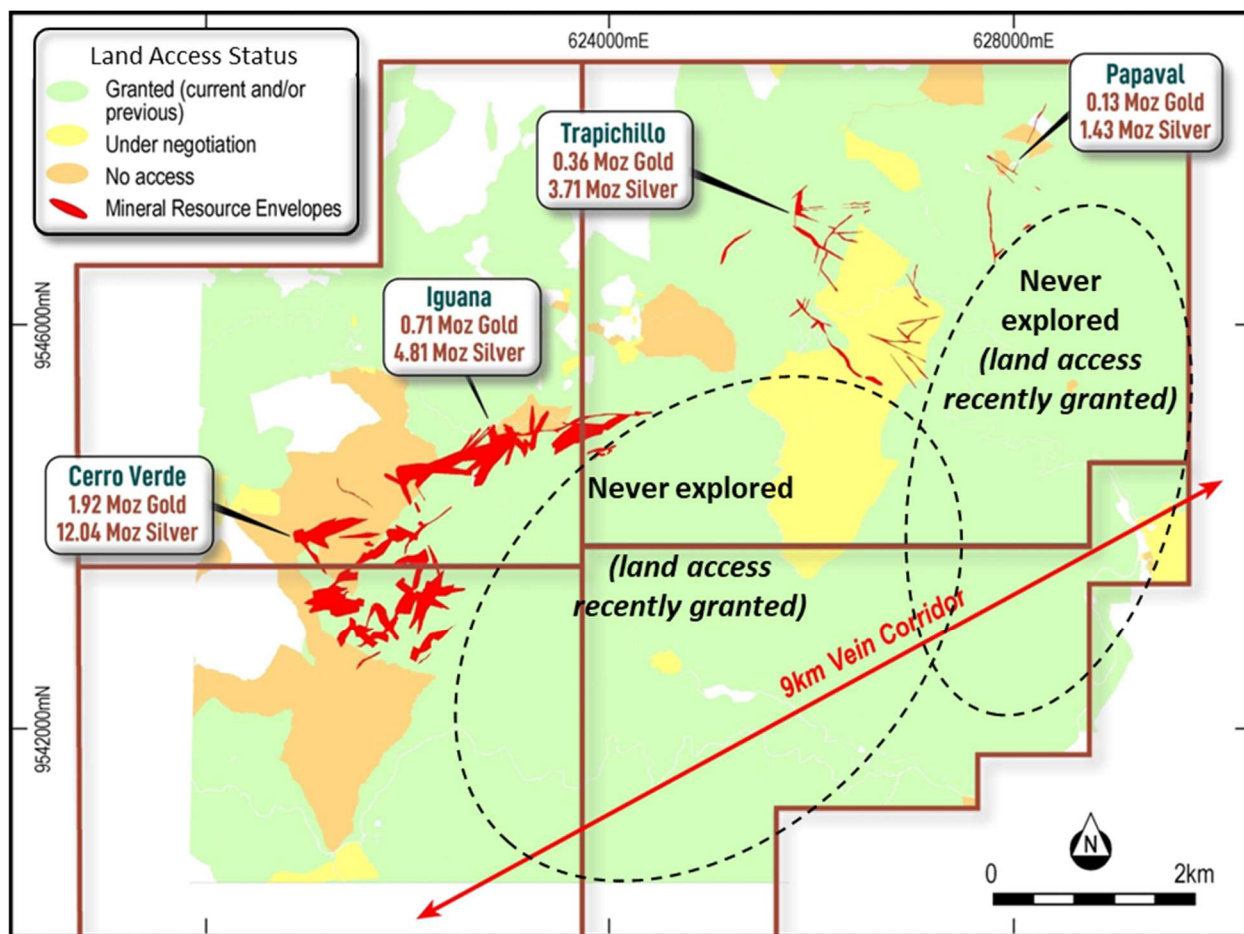 624000mE
628000mE
Land Access Status
Granted (current and/or
previous)
Under negotiation
No access
Mineral Resource Envelopes
Papaval
0.13 Moz Gold
1.43 Moz Silver
Trapichillo
0.36 Moz Gold
3.71 Moz Silver
9546000mN
Iguana
0.71 Moz Gold
4.81 Moz Silver
Never
explored
(land access
recently granted)
Cerro Verde
1.92 Moz Gold
12.04 Moz Silver
Never explored
(land access
recently granted)
9km Vein Corridor
9542000mN
N
0 2km